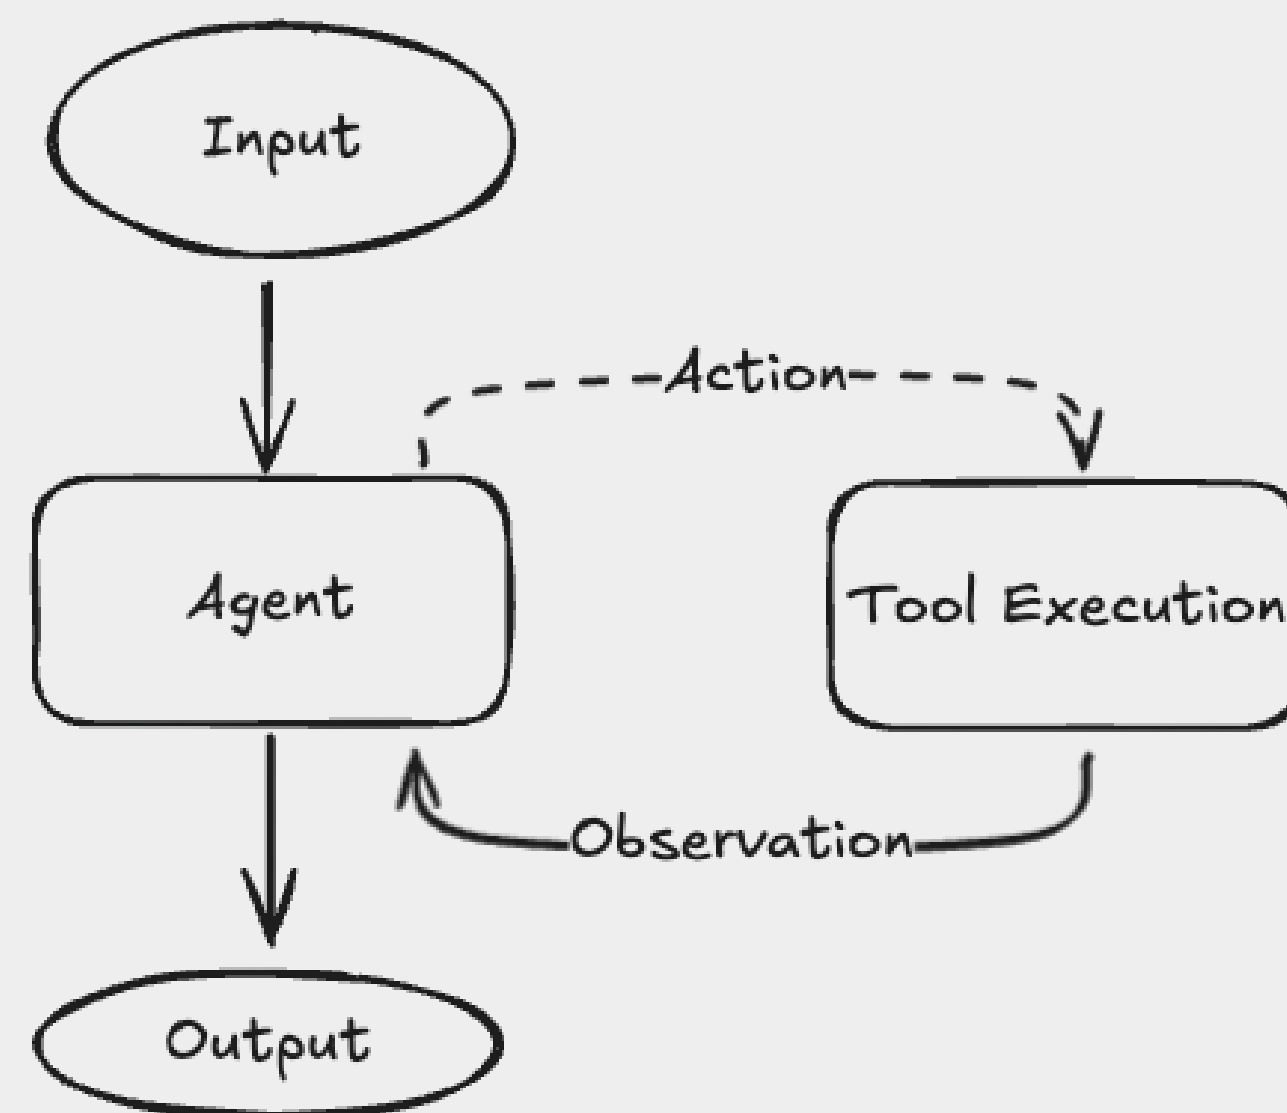 Input
Action
Agent
Tool Execution
Observation
Output